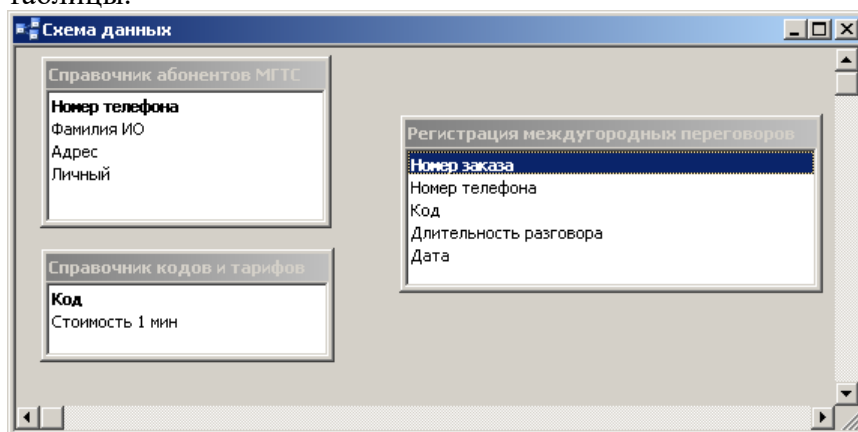 таблицы.
Схема данных
Справочник абонентов МГТС
Номер телефона
Фамилия ИО
Адрес
Личный
Регистрация междугородных переговоров
Номер заказа
Номер телефона
Код
Длительность разговора
Дата
Справочник кодов и тарифов
Код
Стоимость 1 мин